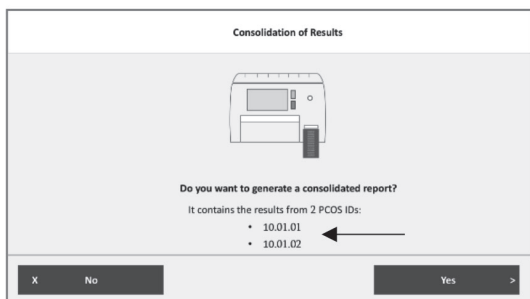 Consolidation of Results
Do you want to generate a consolidated report?
It contains the results from 2 PCOS IDs:
• 10.01.01
• 10.01.02
X No
Yes >